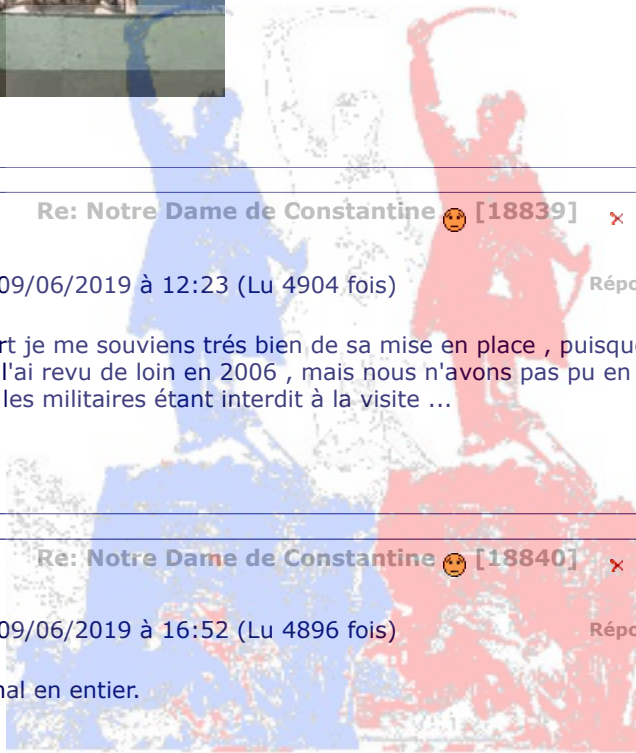 Re: Notre Dame de Constantine [18839]
09/06/2019 à 12:23 (Lu 4904 fois) Répo
rt je me souviens trés bien de sa mise en place , puisque
l'ai revu de loin en 2006 , mais nous n'avons pas pu en
les militaires étant interdit à la visite ...
Re: Notre Dame de Constantine [18840]
09/06/2019 à 16:52 (Lu 4896 fois) Répo
nal en entier.